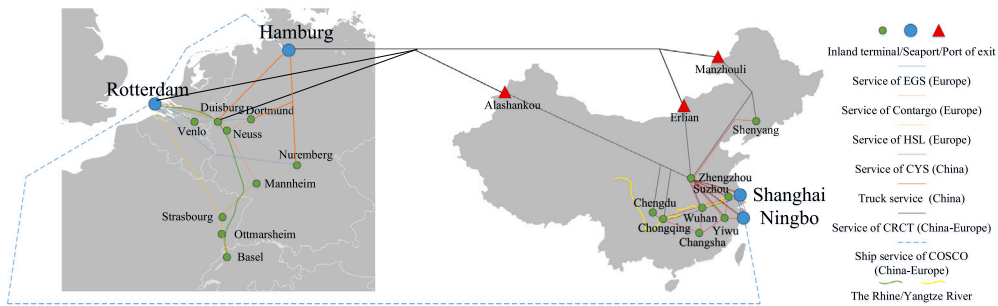 Hamburg
Rotterdam
Duisburg
Dortmund
Venlo
Neuss
Nuremberg
Mannheim
Strasbourg
Ottmarsheim
Basel
Manzhouli
Alashankou
Erlian
Shenyang
Zhengzhou
Suzhou
Shanghai
Chengdu
Wuhan
Ningbo
Chongqing
Yiwu
Changsha
Inland terminal/Seaport/Port of exit
Service of EGS (Europe)
Service of Contargo (Europe)
Service of HSL (Europe)
Service of CYS (China)
Truck service (China)
Service of CRCT (China-Europe)
Ship service of COSCO
(China-Europe)
The Rhine/Yangtze River